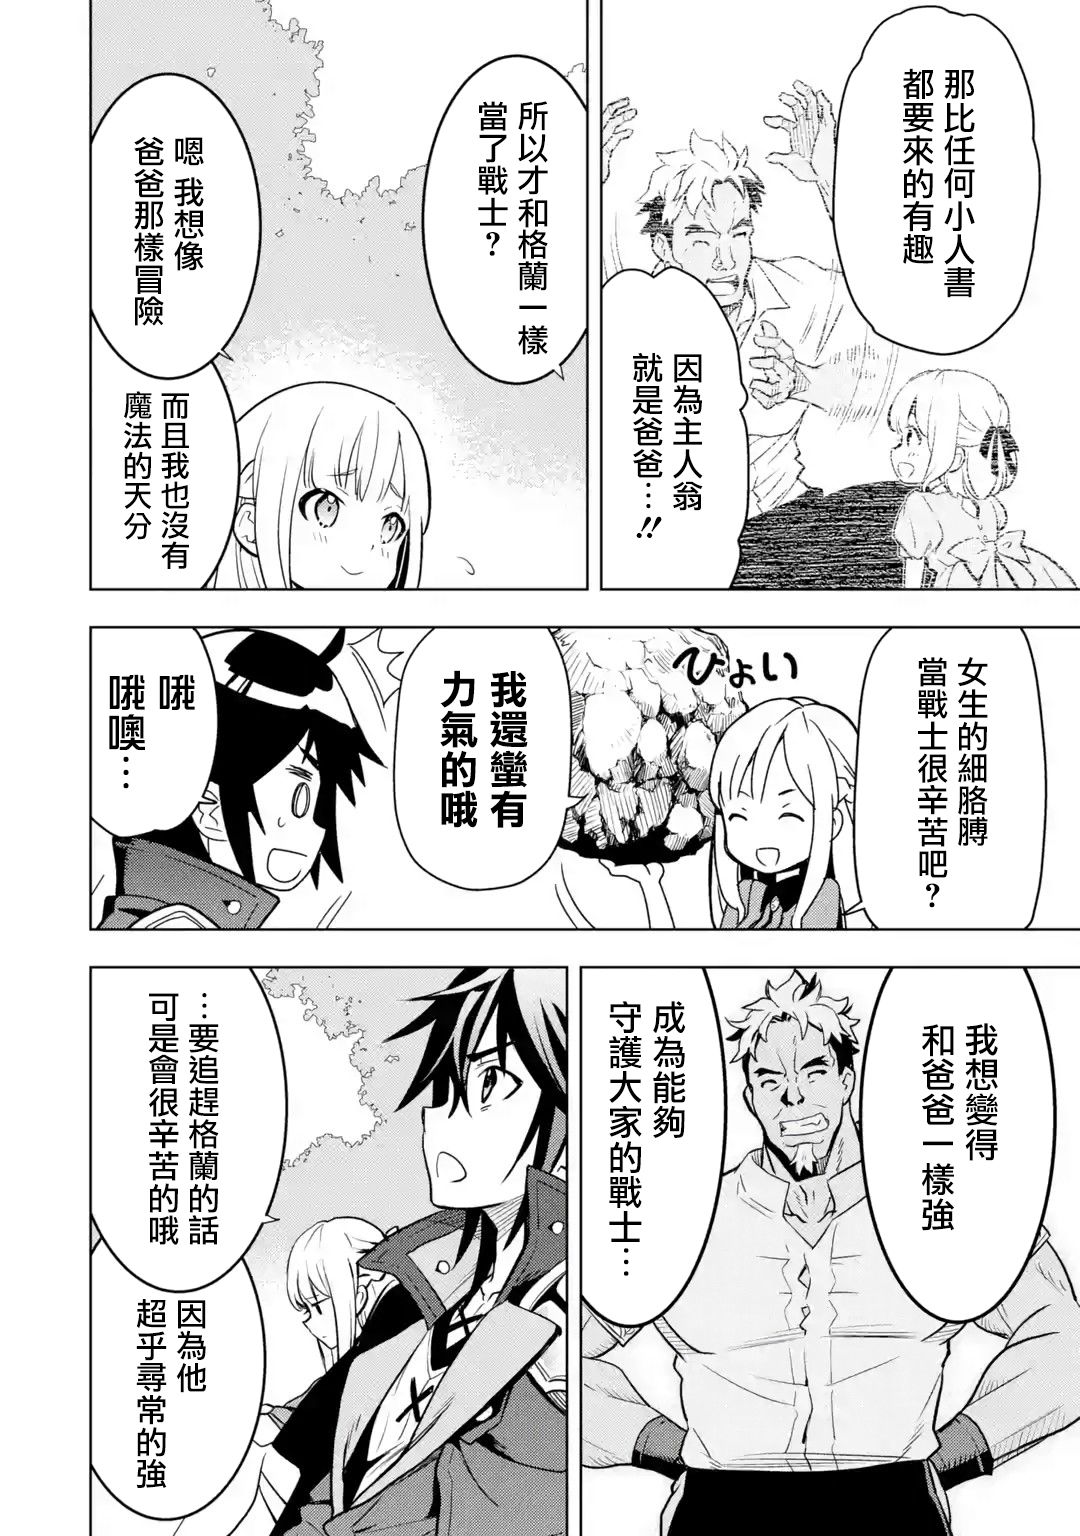 那比任何小人書
都要來的有趣
因為主人翁
就是爸爸…!!
所以才和格蘭一樣
當了戰士?
嗯 我想像
爸爸那樣冒險
而且我也沒有
魔法的天分
女生的細胳膊
當戰士很辛苦吧?
ひょい
我還蠻有
力氣的哦
哦
哦噢…
我想變得
和爸爸一樣強
成為能夠
守護大家的戰士…
…要追趕格蘭的話
可是會很辛苦的哦
因為他
超乎尋常的強